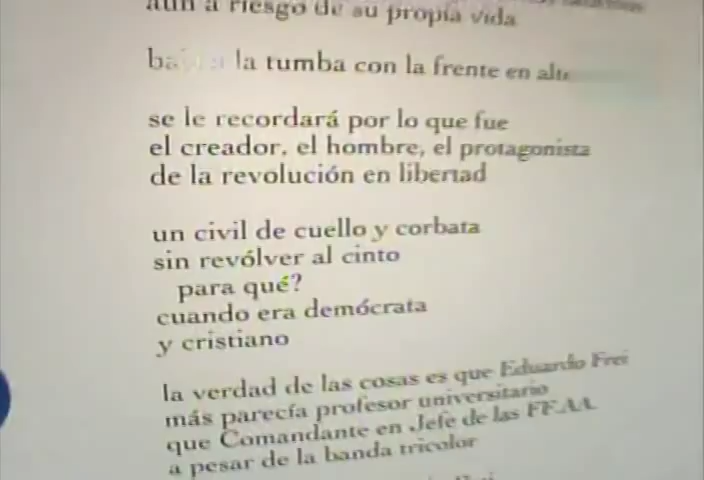 aún a riesgo de su propia vida
la tumba con la frente en alto
se le recordará por lo que fue
el creador, el hombre, el protagonista
de la revolución en libertad
un civil de cuello y corbata
sin revólver al cinto
para qué?
cuando era demócrata
y cristiano
la verdad de las cosas es que Eduardo Frei
más parecía profesor universitario
que Comandante en Jefe de las FF.AA.
a pesar de la banda tricolor